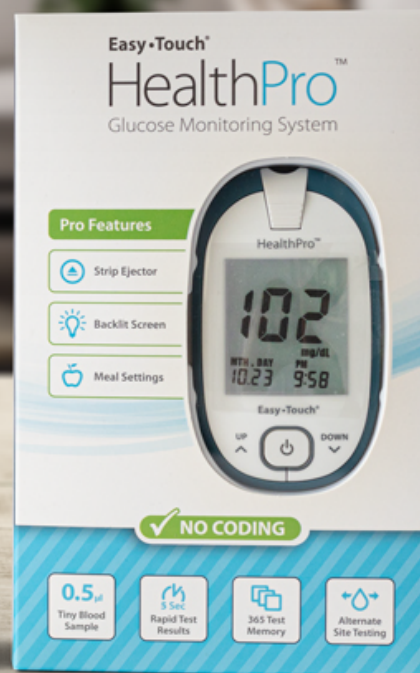 Easy•Touch®
HealthPro™
Glucose Monitoring System
Pro Features
Strip Ejector
Backlit Screen
Meal Settings
HealthPro™
102
mg/dL
MTH.DAY PM
10.23 9:58
Easy•Touch®
UP DOWN
NO CODING
0.5 µl
Tiny Blood
Sample
5 Sec
Rapid Test
Results
365 Test
Memory
Alternate
Site Testing